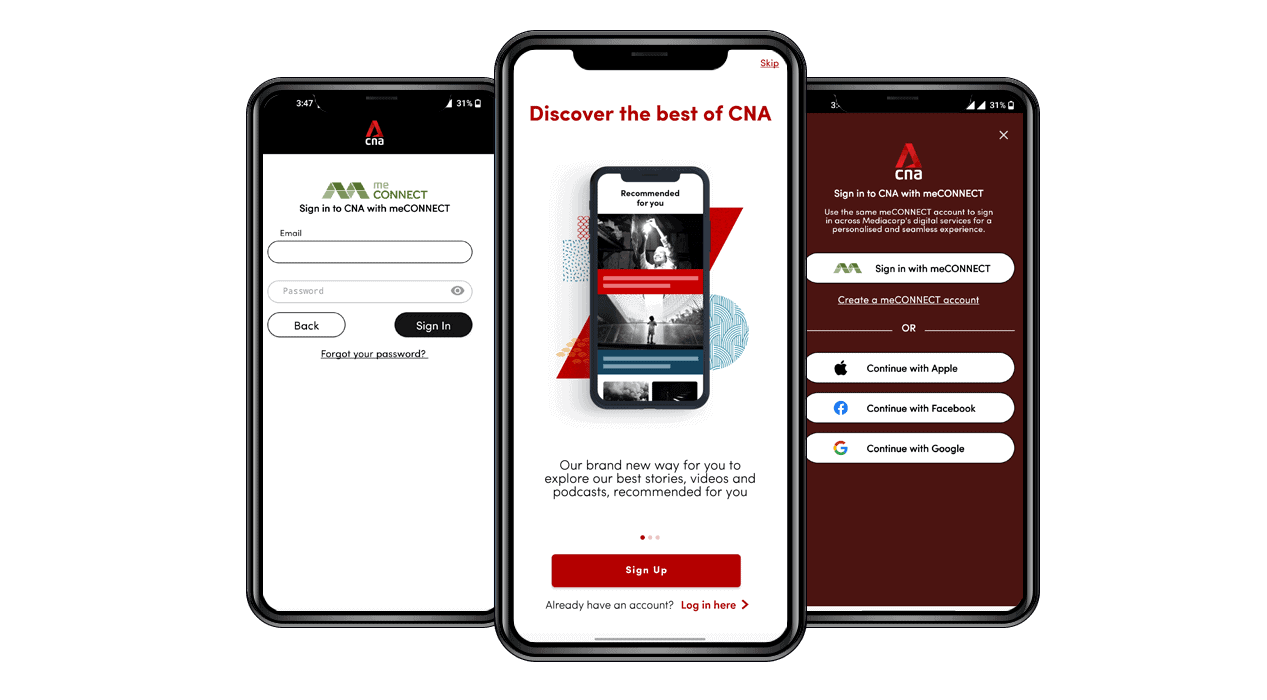 3:47
31%
cna
me
CONNECT
Sign in to CNA with meCONNECT
Email
Password
Back
Sign In
Forgot your password?
Skip
Discover the best of CNA
Recommended
for you
Our brand new way for you to
explore our best stories, videos and
podcasts, recommended for you
Sign Up
Already have an account? Log in here
3:
31%
cna
Sign in to CNA with meCONNECT
Use the same meCONNECT account to sign
in across Mediacorp's digital services for a
personalised and seamless experience.
Sign in with meCONNECT
Create a meCONNECT account
OR
Continue with Apple
Continue with Facebook
Continue with Google